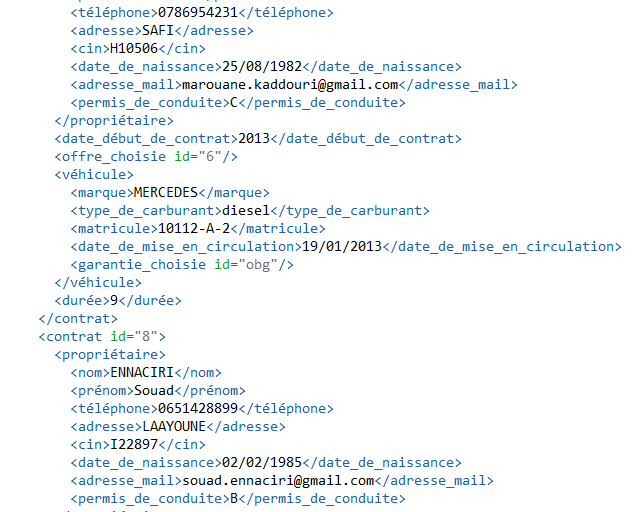 <téléphone>0786954231</téléphone>
<adresse>SAFI</adresse>
<cin>H10506</cin>
<date_de_naissance>25/08/1982</date_de_naissance>
<adresse_mail>marouane.kaddouri@gmail.com</adresse_mail>
<permis_de_conduite>C</permis_de_conduite>
</propriétaire>
<date_début_de_contrat>2013</date_début_de_contrat>
<offre_choisie id="6"/>
<véhicule>
<marque>MERCEDES</marque>
<type_de_carburant>diesel</type_de_carburant>
<matricule>10112-A-2</matricule>
<date_de_mise_en_circulation>19/01/2013</date_de_mise_en_circulation>
<garantie_choisie id="obg"/>
</véhicule>
<durée>9</durée>
</contrat>
<contrat id="8">
<propriétaire>
<nom>ENNACIRI</nom>
<prénom>Souad</prénom>
<téléphone>0651428899</téléphone>
<adresse>LAAYOUNE</adresse>
<cin>I22897</cin>
<date_de_naissance>02/02/1985</date_de_naissance>
<adresse_mail>souad.ennaciri@gmail.com</adresse_mail>
<permis_de_conduite>B</permis_de_conduite>